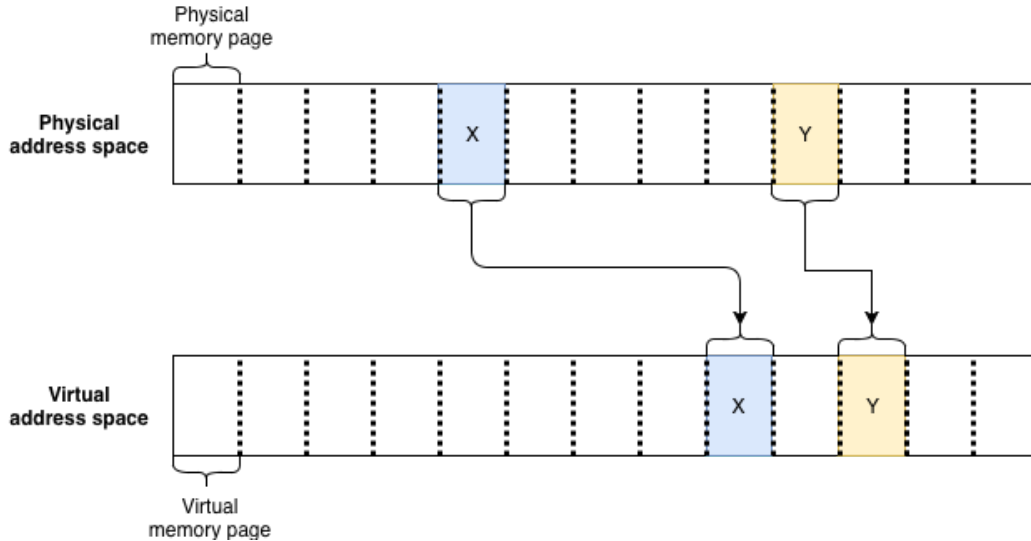 Physical
memory page
Physical
address space
X
Y
Virtual
address space
X
Y
Virtual
memory page